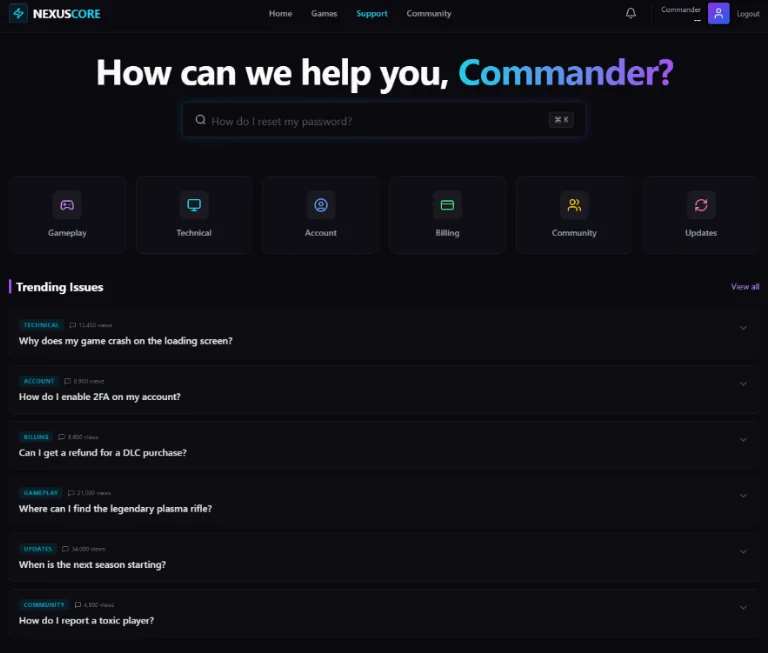 NEXUSCORE
Home Games Support Community
Commander
Logout
How can we help you, Commander?
How do I reset my password?
⌘ K
Gameplay Technical Account Billing Community Updates
Trending Issues
View all
TECHNICAL 12,450 views
Why does my game crash on the loading screen?
ACCOUNT views
How do I enable 2FA on my account?
BILLING views
Can I get a refund for a DLC purchase?
GAMEPLAY 21,000 views
Where can I find the legendary plasma rifle?
UPDATES 34,000 views
When is the next season starting?
COMMUNITY views
How do I report a toxic player?